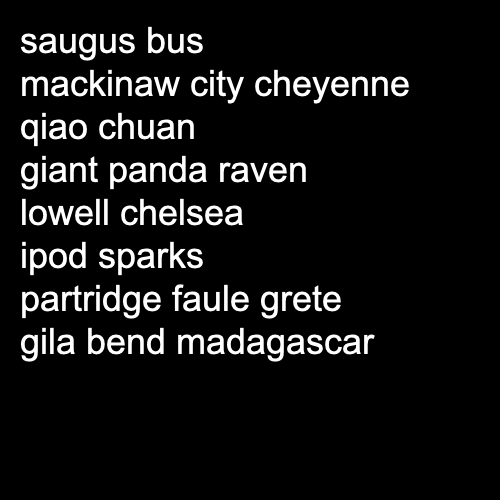 saugus bus
mackinaw city cheyenne
qiao chuan
giant panda raven
lowell chelsea
ipod sparks
partridge faule grete
gila bend madagascar